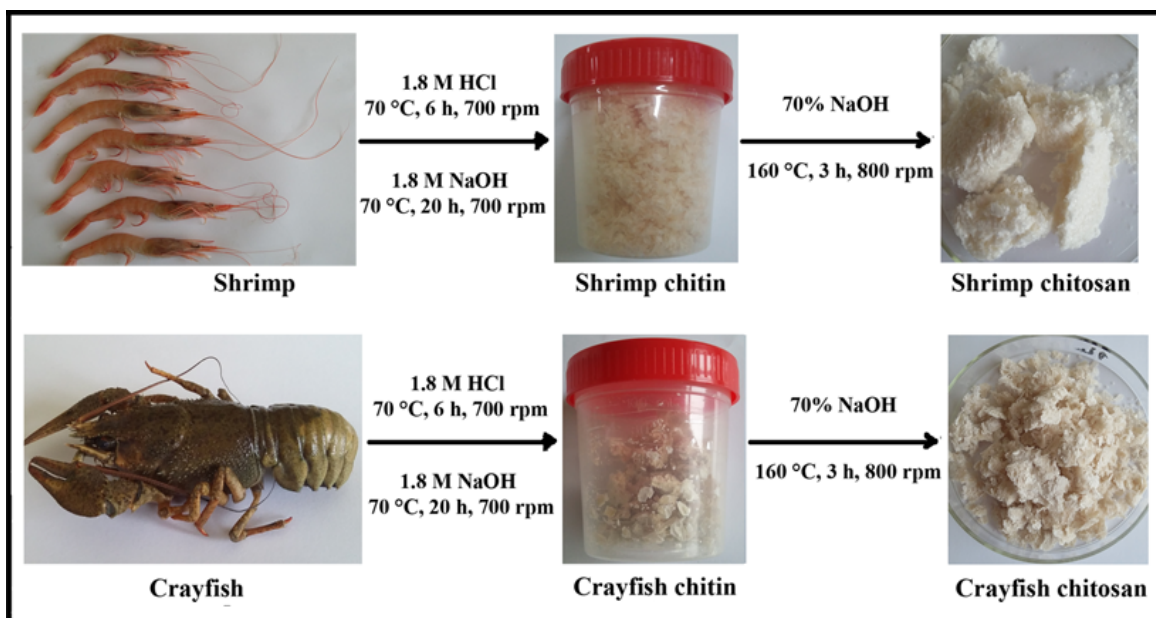 1.8 M HCl
70 °C, 6 h, 700 rpm
1.8 M NaOH
70 °C, 20 h, 700 rpm
70% NaOH
160 °C, 3 h, 800 rpm
Shrimp
Shrimp chitin
Shrimp chitosan
1.8 M HCl
70 °C, 6 h, 700 rpm
1.8 M NaOH
70 °C, 20 h, 700 rpm
70% NaOH
160 °C, 3 h, 800 rpm
Crayfish
Crayfish chitin
Crayfish chitosan